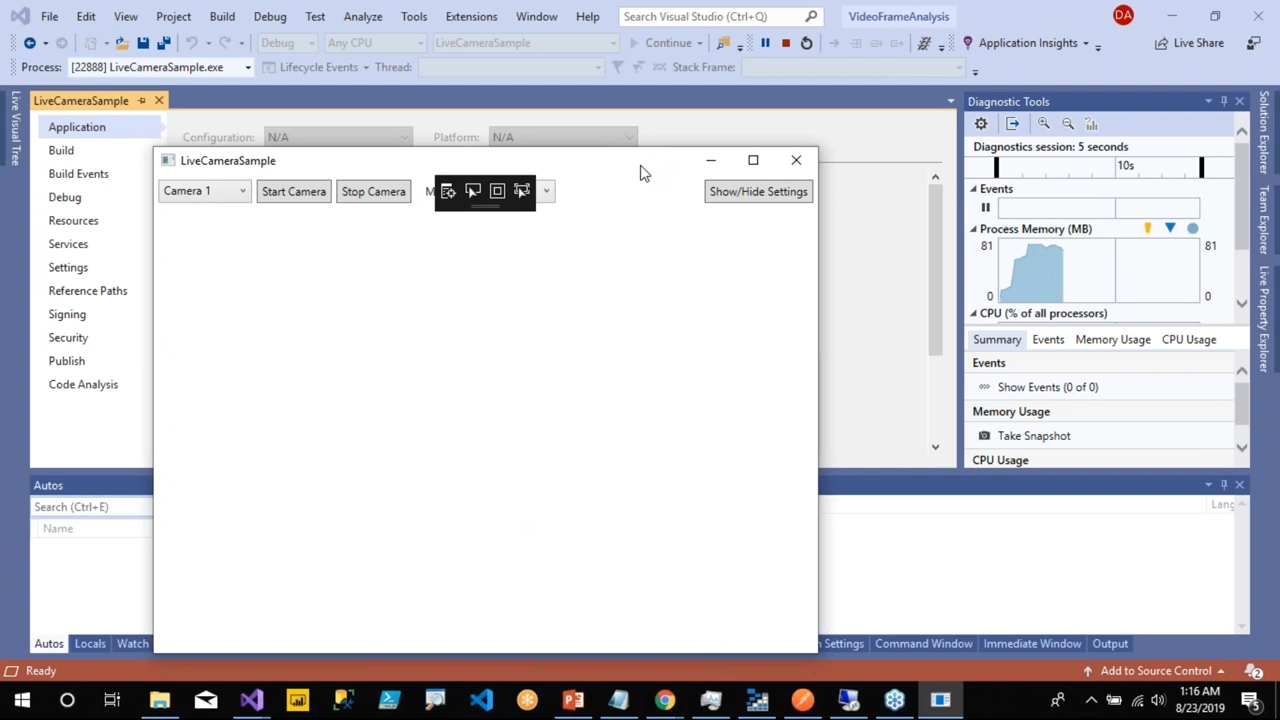 File Edit View Project Build Debug Test Analyze Tools Extensions Window Help Search Visual Studio (Ctrl+Q) VideoFrameAnalysis DA
Debug Any CPU LiveCameraSample Continue Application Insights Live Share
Process: [22888] LiveCameraSample.exe Lifecycle Events Thread: Stack Frame:
Live Visual Tree
LiveCameraSample
Application
Build
Build Events
Debug
Resources
Services
Settings
Reference Paths
Signing
Security
Publish
Code Analysis
Configuration: N/A Platform: N/A
LiveCameraSample
Camera 1 Start Camera Stop Camera M Show/Hide Settings
Diagnostic Tools
Diagnostics session: 5 seconds
10s
Events
Process Memory (MB)
81 81
0 0
CPU (% of all processors)
Summary Events Memory Usage CPU Usage
Events
Show Events (0 of 0)
Memory Usage
Take Snapshot
CPU Usage
Solution Explorer
Team Explorer
Live Property Explorer
Autos
Search (Ctrl+E)
Name
Lang
Autos Locals Watch Settings Command Window Immediate Window Output
Ready Add to Source Control 2
1:16 AM
8/23/2019
5